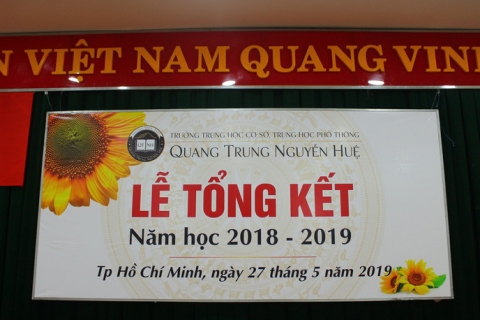 N VIỆT NAM QUANG VINH
TRƯỜNG TRUNG HỌC CƠ SỞ, TRUNG HỌC PHỔ THÔNG
QUANG TRUNG NGUYỄN HUỆ
LỄ TỔNG KẾT
Năm học 2018 - 2019
Tp Hồ Chí Minh, ngày 27 tháng 5 năm 2019